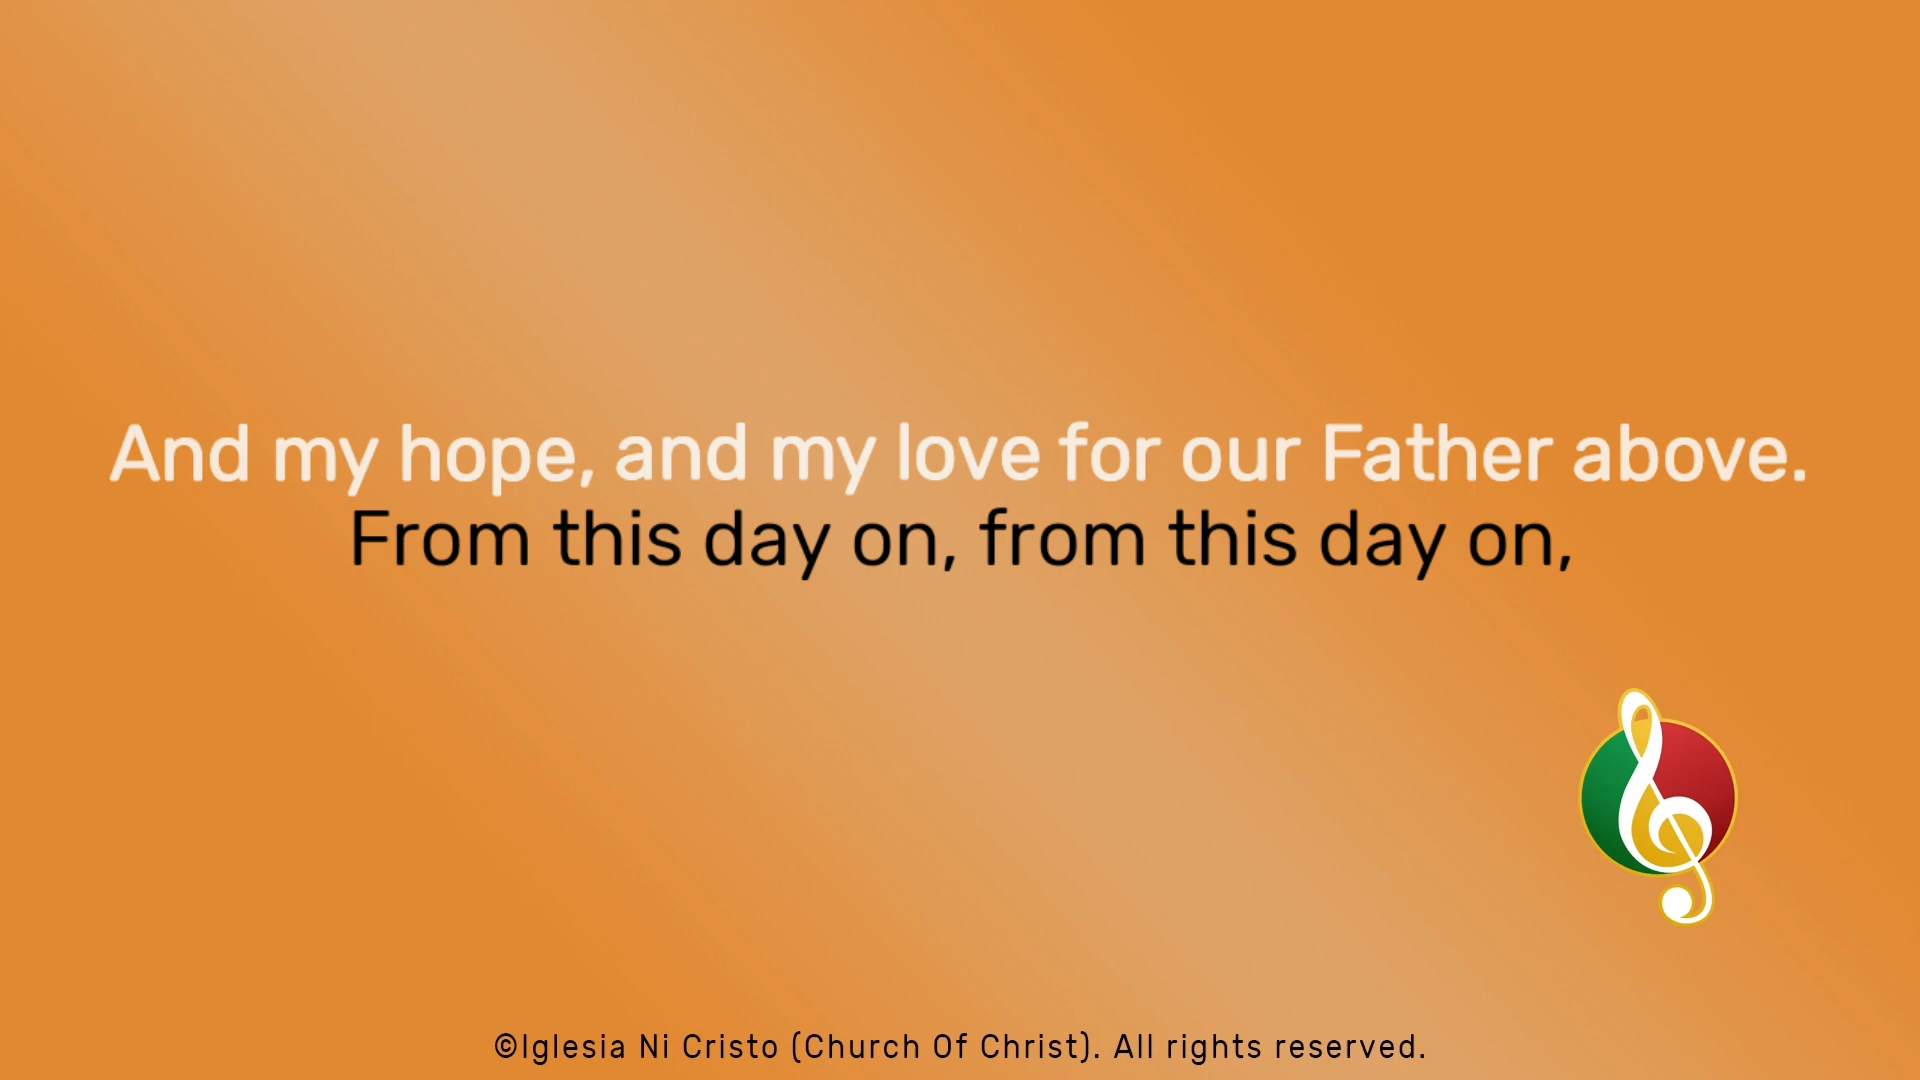 And my hope, and my love for our Father above.
From this day on, from this day on,
©Iglesia Ni Cristo (Church Of Christ). All rights reserved.